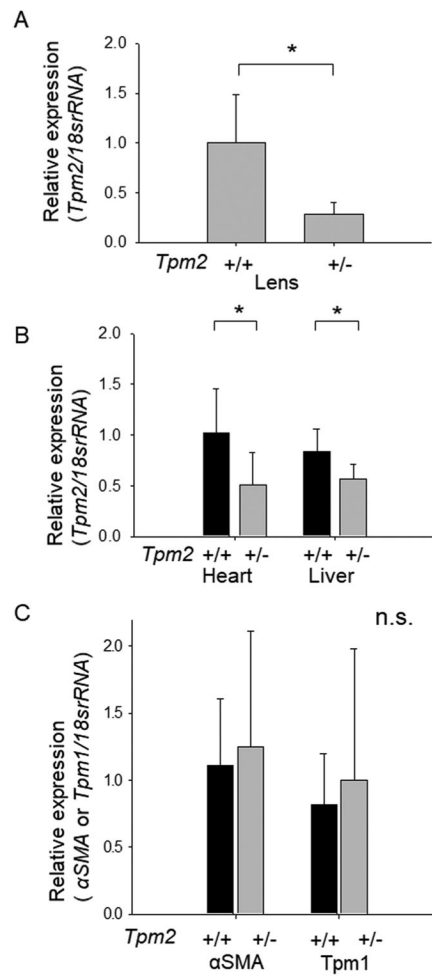 A
Relative expression
(Tpm2/18srRNA)
2.0
1.5
1.0
0.5
0.0
*
Tpm2 +/+ +/-
Lens
B
Relative expression
(Tpm2/18srRNA)
2.0
1.5
1.0
0.5
0.0
* *
Tpm2 +/+ +/- +/+ +/-
Heart Liver
C
n.s.
Relative expression
( αSMA or Tpm1/18srRNA)
2.0
1.5
1.0
0.5
0.0
Tpm2 +/+ +/- +/+ +/-
αSMA Tpm1